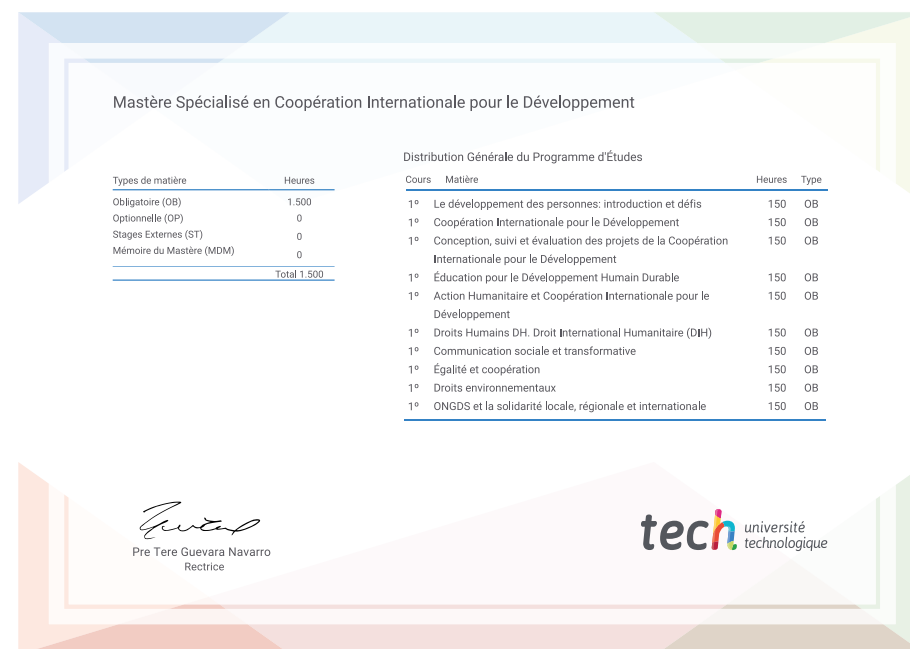 Mastère Spécialisé en Coopération Internationale pour le Développement
Types de matière Heures
Obligatoire (OB) 1.500
Optionnelle (OP) 0
Stages Externes (ST) 0
Mémoire du Mastère (MDM) 0
Total 1.500
Distribution Générale du Programme d'Études
Cours Matière Heures Type
1º Le développement des personnes: introduction et défis 150 OB
1º Coopération Internationale pour le Développement 150 OB
1º Conception, suivi et évaluation des projets de la Coopération 150 OB
Internationale pour le Développement
1º Éducation pour le Développement Humain Durable 150 OB
1º Action Humanitaire et Coopération Internationale pour le 150 OB
Développement
1º Droits Humains DH. Droit International Humanitaire (DIH) 150 OB
1º Communication sociale et transformative 150 OB
1º Égalité et coopération 150 OB
1º Droits environnementaux 150 OB
1º ONGDS et la solidarité locale, régionale et internationale 150 OB
Pre Tere Guevara Navarro
Rectrice
tech université
technologique